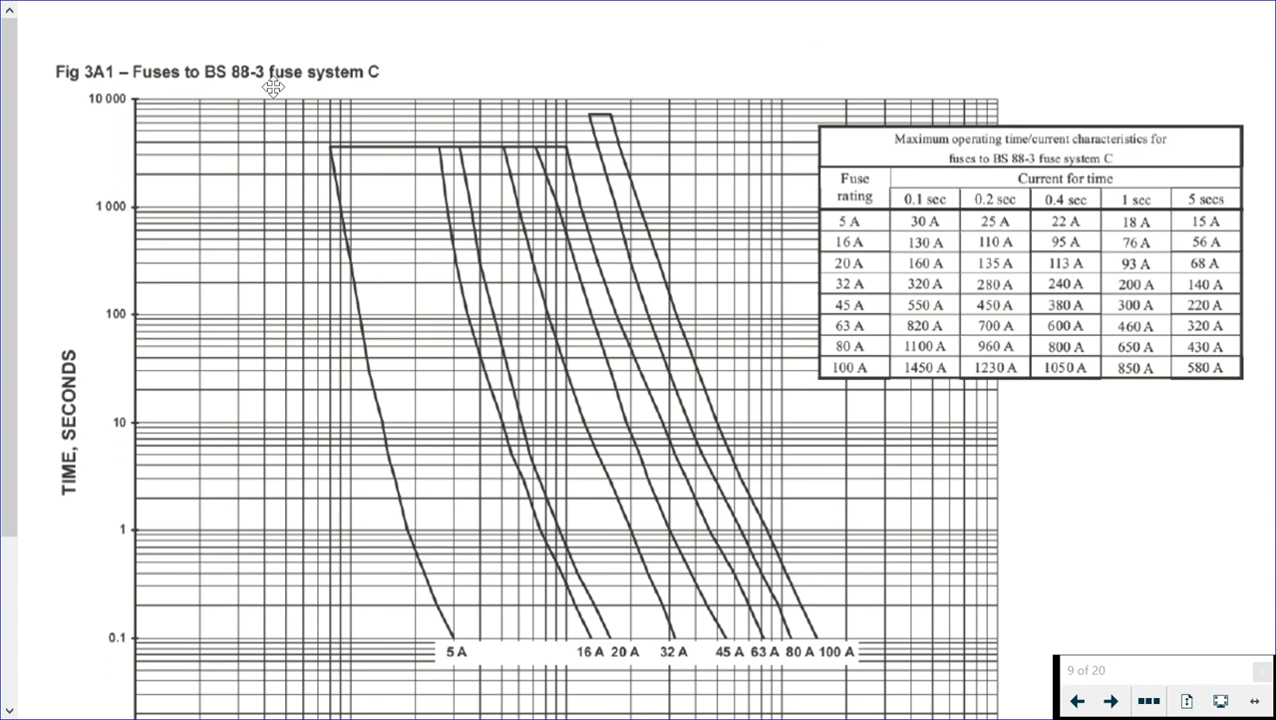 Fig 3A1 – Fuses to BS 88-3 fuse system C
10 000
1 000
100
10
1
0.1
TIME, SECONDS
5 A 16 A 20 A 32 A 45 A 63 A 80 A 100 A
Maximum operating time/current characteristics for
fuses to BS 88-3 fuse system C
Fuse rating Current for time
0.1 sec 0.2 sec 0.4 sec 1 sec 5 secs
5 A 30 A 25 A 22 A 18 A 15 A
16 A 130 A 110 A 95 A 76 A 56 A
20 A 160 A 135 A 113 A 93 A 68 A
32 A 320 A 280 A 240 A 200 A 140 A
45 A 550 A 450 A 380 A 300 A 220 A
63 A 820 A 700 A 600 A 460 A 320 A
80 A 1100 A 960 A 800 A 650 A 430 A
100 A 1450 A 1230 A 1050 A 850 A 580 A
9 of 20